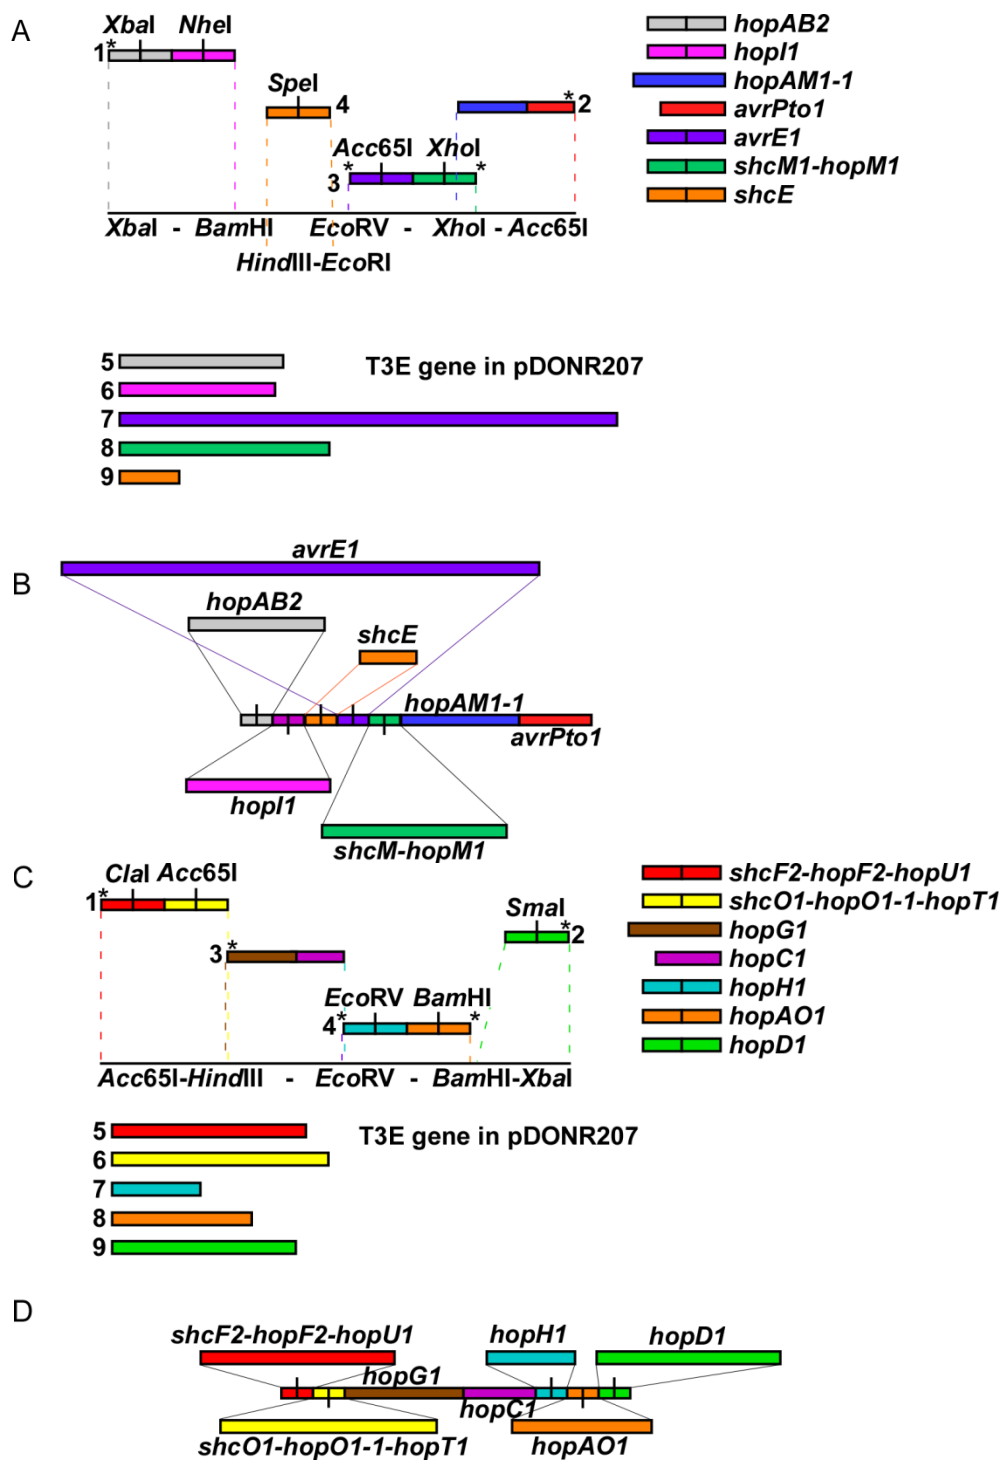 A
XbaI NheI
1*
SpeI
4
* 2
Acc65I XhoI
* *
3
XbaI - BamHI EcoRV - XhoI - Acc65I
HindIII-EcoRI
hopAB2
hopI1
hopAM1-1
avrPto1
avrE1
shcM1-hopM1
shcE
T3E gene in pDONR207
5
6
7
8
9
B
avrE1
hopAB2
shcE
hopAM1-1
avrPto1
hopI1
shcM-hopM1
C
ClaI Acc65I
1*
SmaI
* 2
3 *
EcoRV BamHI
4* *
Acc65I-HindIII - EcoRV - BamHI-XbaI
shcF2-hopF2-hopU1
shcO1-hopO1-1-hopT1
hopG1
hopC1
hopH1
hopAO1
hopD1
T3E gene in pDONR207
5
6
7
8
9
D
shcF2-hopF2-hopU1 hopH1 hopD1
hopG1
hopC1
shcO1-hopO1-1-hopT1 hopAO1